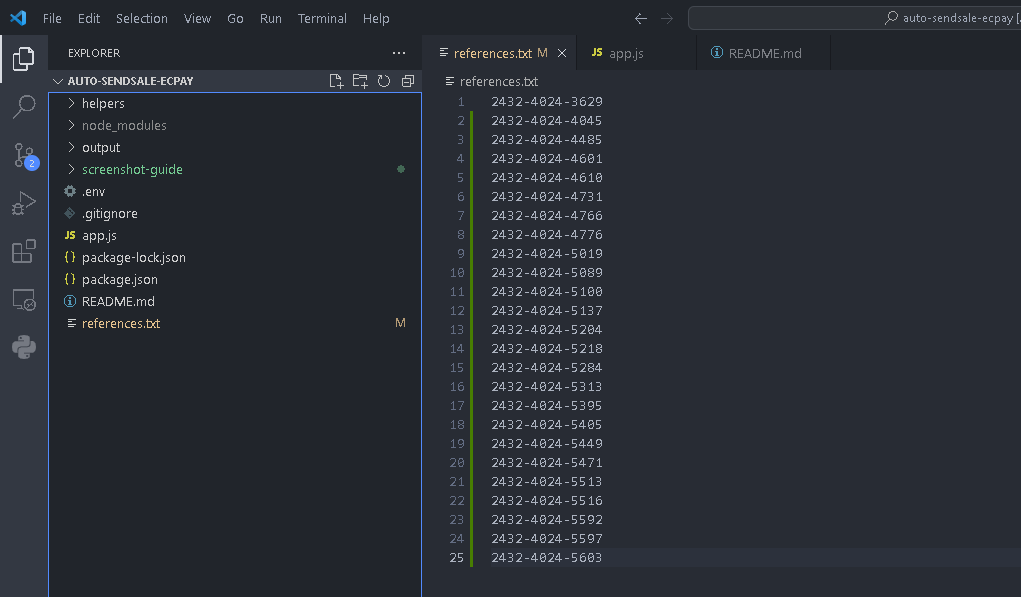 File Edit Selection View Go Run Terminal Help
auto-sendsale-ecpay [
EXPLORER
AUTO-SENDSALE-ECPAY
helpers
node_modules
output
screenshot-guide
.env
.gitignore
JS app.js
{} package-lock.json
{} package.json
README.md
references.txt M
2
references.txt M
JS app.js
README.md
references.txt
1 2432-4024-3629
2 2432-4024-4045
3 2432-4024-4485
4 2432-4024-4601
5 2432-4024-4610
6 2432-4024-4731
7 2432-4024-4766
8 2432-4024-4776
9 2432-4024-5019
10 2432-4024-5089
11 2432-4024-5100
12 2432-4024-5137
13 2432-4024-5204
14 2432-4024-5218
15 2432-4024-5284
16 2432-4024-5313
17 2432-4024-5395
18 2432-4024-5405
19 2432-4024-5449
20 2432-4024-5471
21 2432-4024-5513
22 2432-4024-5516
23 2432-4024-5592
24 2432-4024-5597
25 2432-4024-5603